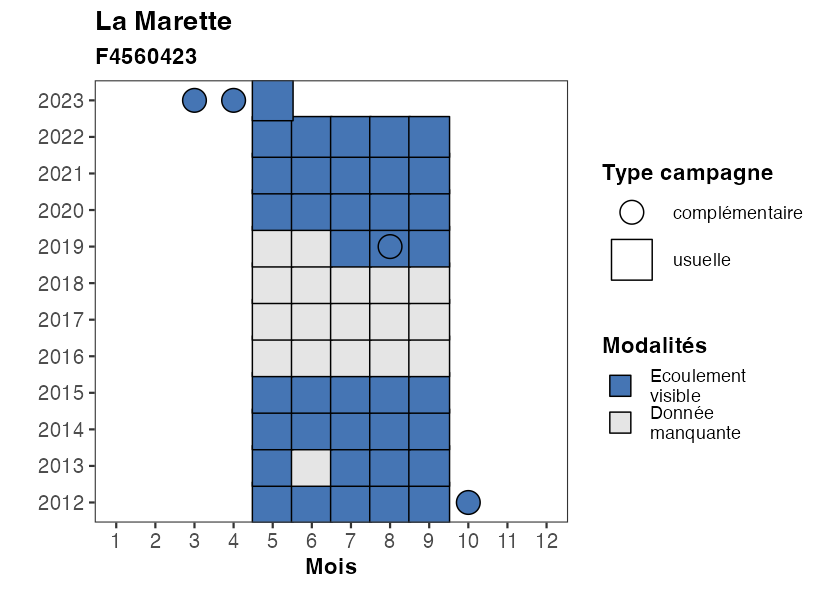 La Marette
F4560423
2023
2022
2021
2020
2019
2018
2017
2016
2015
2014
2013
2012
1 2 3 4 5 6 7 8 9 10 11 12
Mois
Type campagne
complémentaire
usuelle
Modalités
Ecoulement
visible
Donnée
manquante